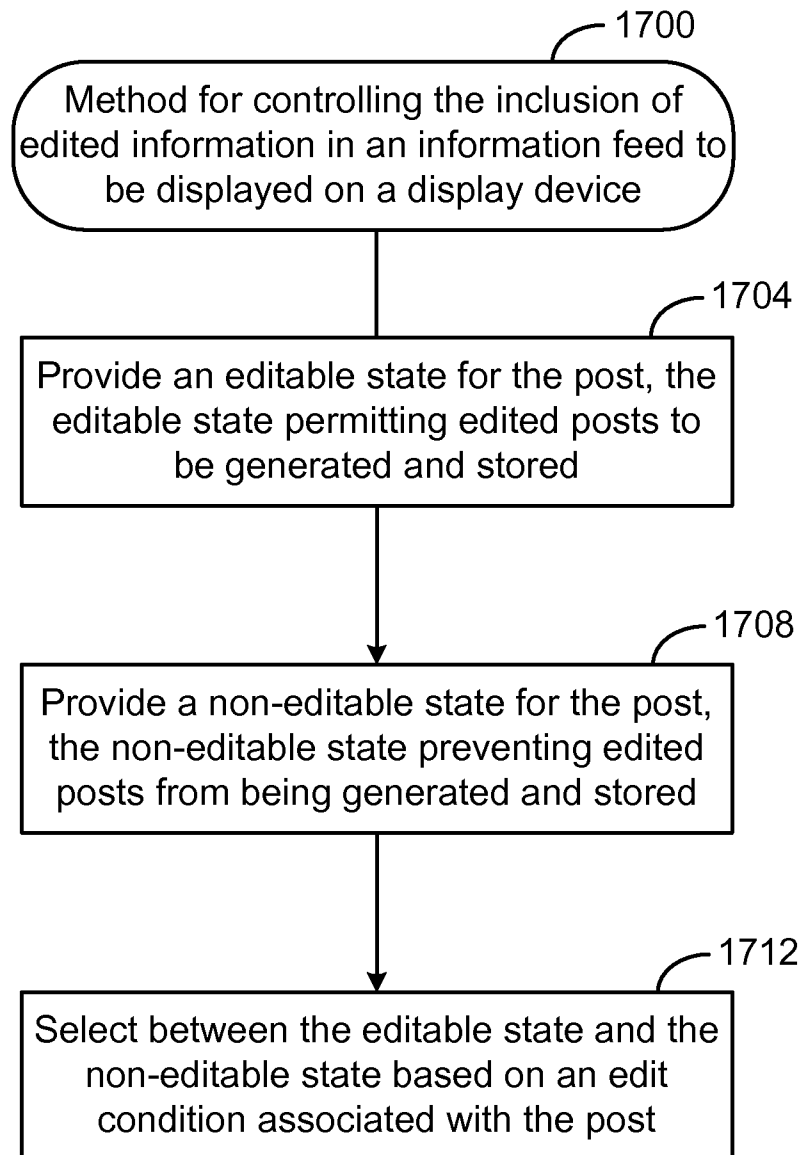 1700
Method for controlling the inclusion of
edited information in an information feed to
be displayed on a display device
1704
Provide an editable state for the post, the
editable state permitting edited posts to
be generated and stored
1708
Provide a non-editable state for the post,
the non-editable state preventing edited
posts from being generated and stored
1712
Select between the editable state and the
non-editable state based on an edit
condition associated with the post